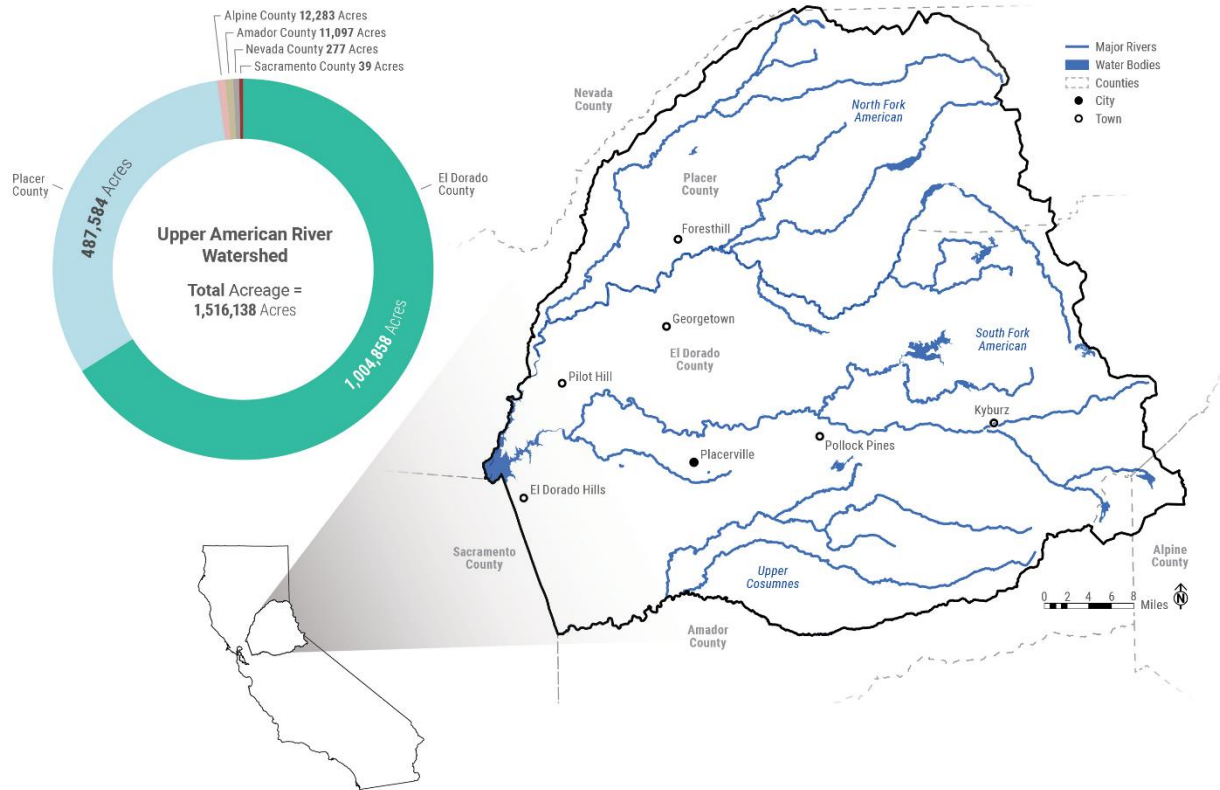 Alpine County 12,283 Acres
Amador County 11,097 Acres
Nevada County 277 Acres
Sacramento County 39 Acres
Placer
County
487,584 Acres
El Dorado
County
1,004,858 Acres
Upper American River
Watershed
Total Acreage =
1,516,138 Acres
Major Rivers
Water Bodies
Counties
City
Town
Nevada
County
North Fork
American
Placer
County
Foresthill
Georgetown
El Dorado
County
South Fork
American
Pilot Hill
Kyburz
Pollock Pines
Placerville
El Dorado Hills
Sacramento
County
Upper
Cosumnes
Amador
County
Alpine
County
0 2 4 6 8 Miles
N